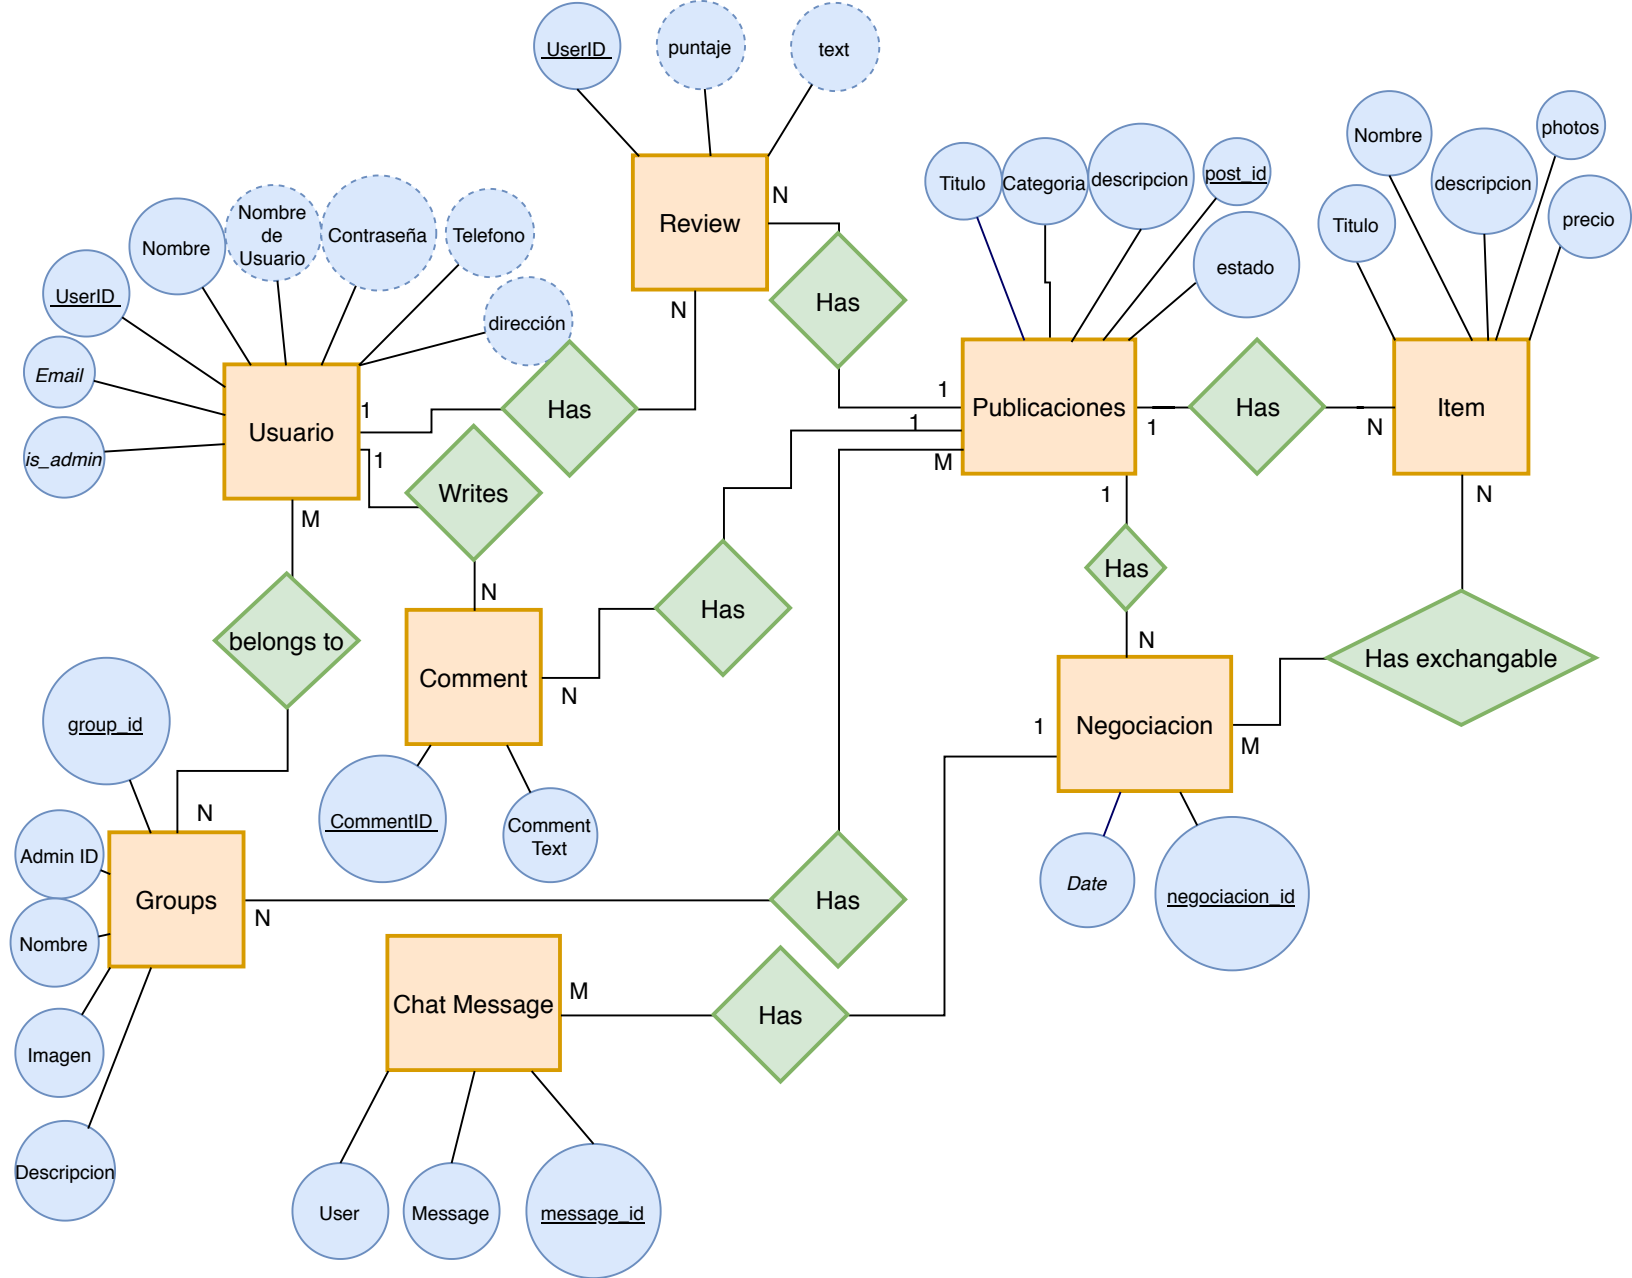 UserID
puntaje
text
Nombre
photos
Titulo
Categoria
descripcion
post_id
descripcion
precio
Titulo
estado
Review
N
Has
N
Nombre
Nombre
de
Usuario
Contraseña
Telefono
dirección
UserID
Email
is_admin
Usuario
1
1
M
Has
Writes
N
1
1
M
Publicaciones
1
Has
N
Item
N
1
Has
N
Has
belongs to
Comment
N
Has exchangable
1
Negociacion
M
group_id
N
CommentID
Comment
Text
Admin ID
Groups
N
Has
Date
negociacion_id
Nombre
Imagen
Descripcion
Chat Message
M
Has
User
Message
message_id